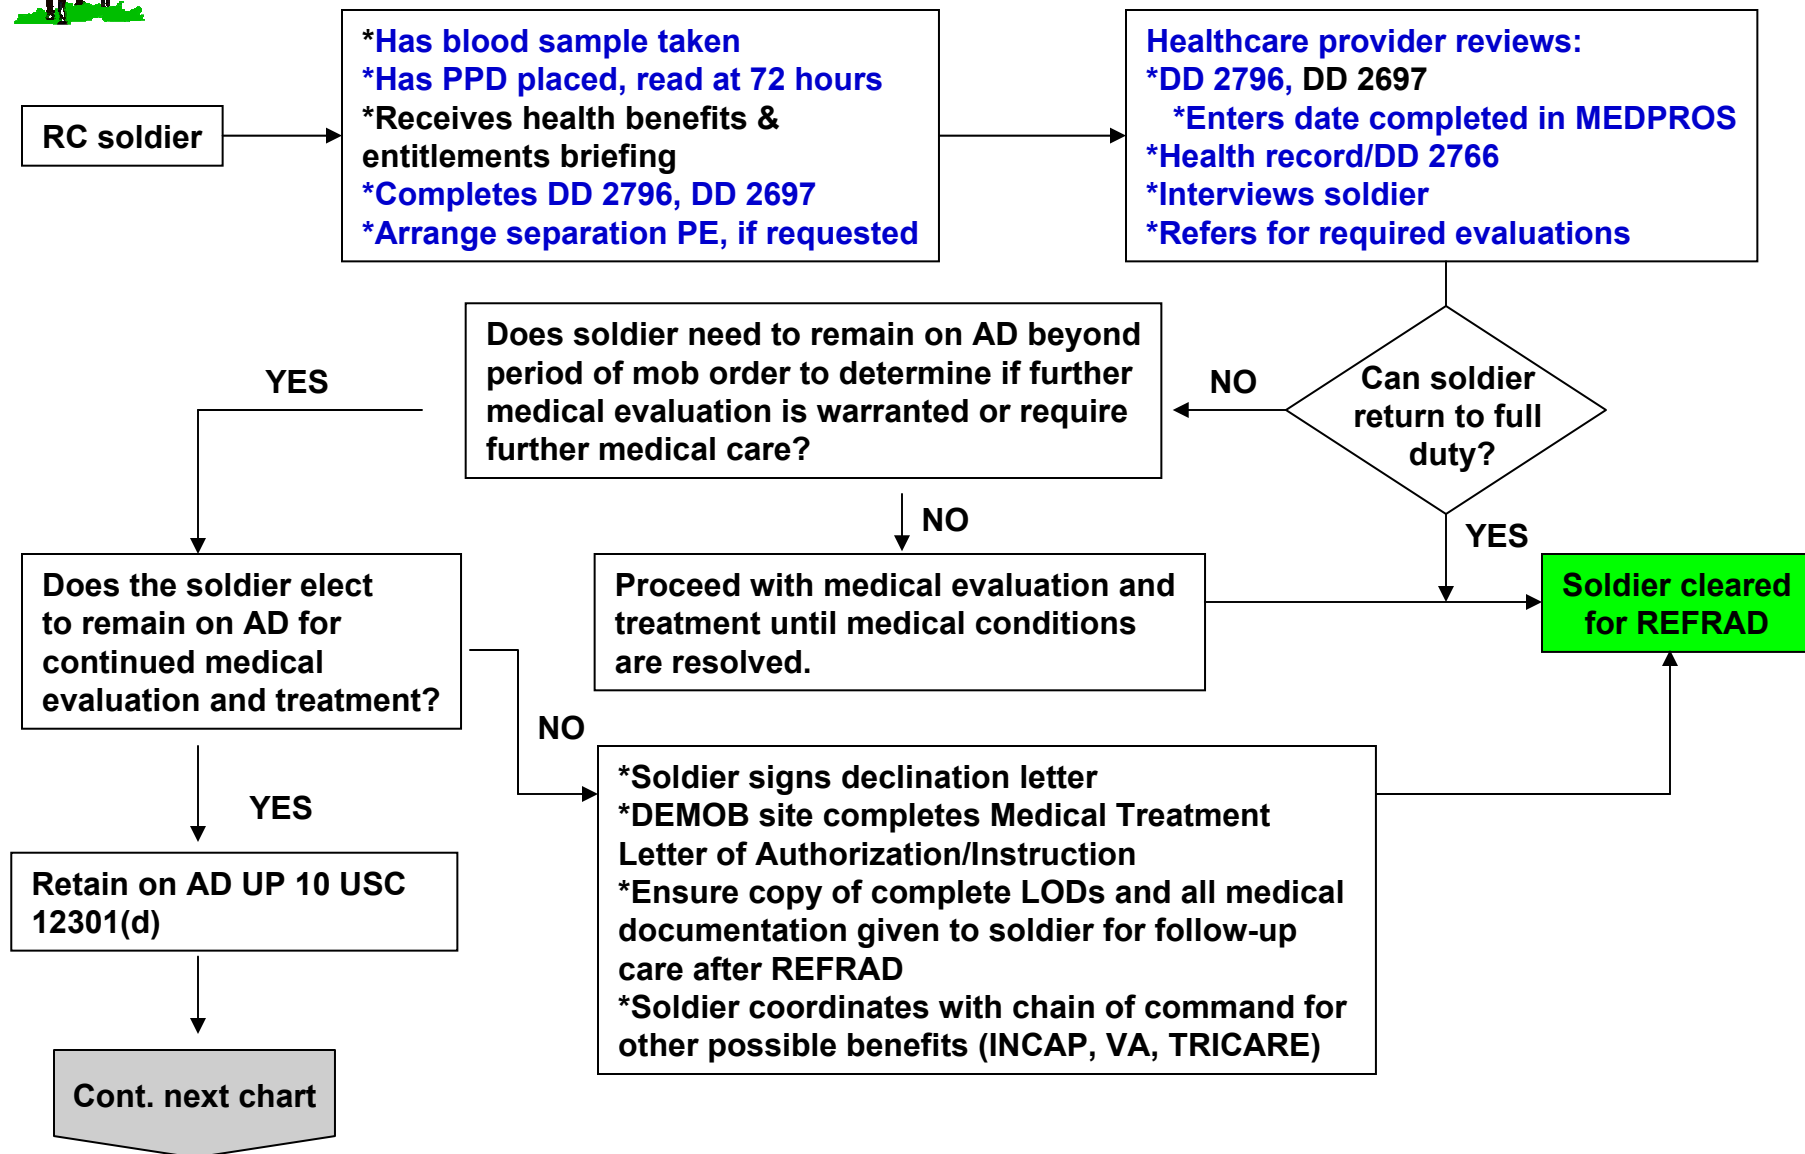 *Has blood sample taken
*Has PPD placed, read at 72 hours
*Receives health benefits &
entitlements briefing
*Completes DD 2796, DD 2697
*Arrange separation PE, if requested
Healthcare provider reviews:
*DD 2796, DD 2697
*Enters date completed in MEDPROS
*Health record/DD 2766
*Interviews soldier
*Refers for required evaluations
RC soldier
Does soldier need to remain on AD beyond
period of mob order to determine if further
medical evaluation is warranted or require
further medical care?
YES
NO
Can soldier
return to full
duty?
NO
YES
Does the soldier elect
to remain on AD for
continued medical
evaluation and treatment?
Proceed with medical evaluation and
treatment until medical conditions
are resolved.
Soldier cleared
for REFRAD
NO
YES
*Soldier signs declination letter
*DEMOB site completes Medical Treatment
Letter of Authorization/Instruction
*Ensure copy of complete LODs and all medical
documentation given to soldier for follow-up
care after REFRAD
*Soldier coordinates with chain of command for
other possible benefits (INCAP, VA, TRICARE)
Retain on AD UP 10 USC
12301(d)
Cont. next chart